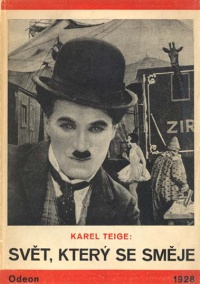 ZIR
KAREL TEIGE:
SVĚT, KTERÝ SE SMĚJE
Odeon 1928